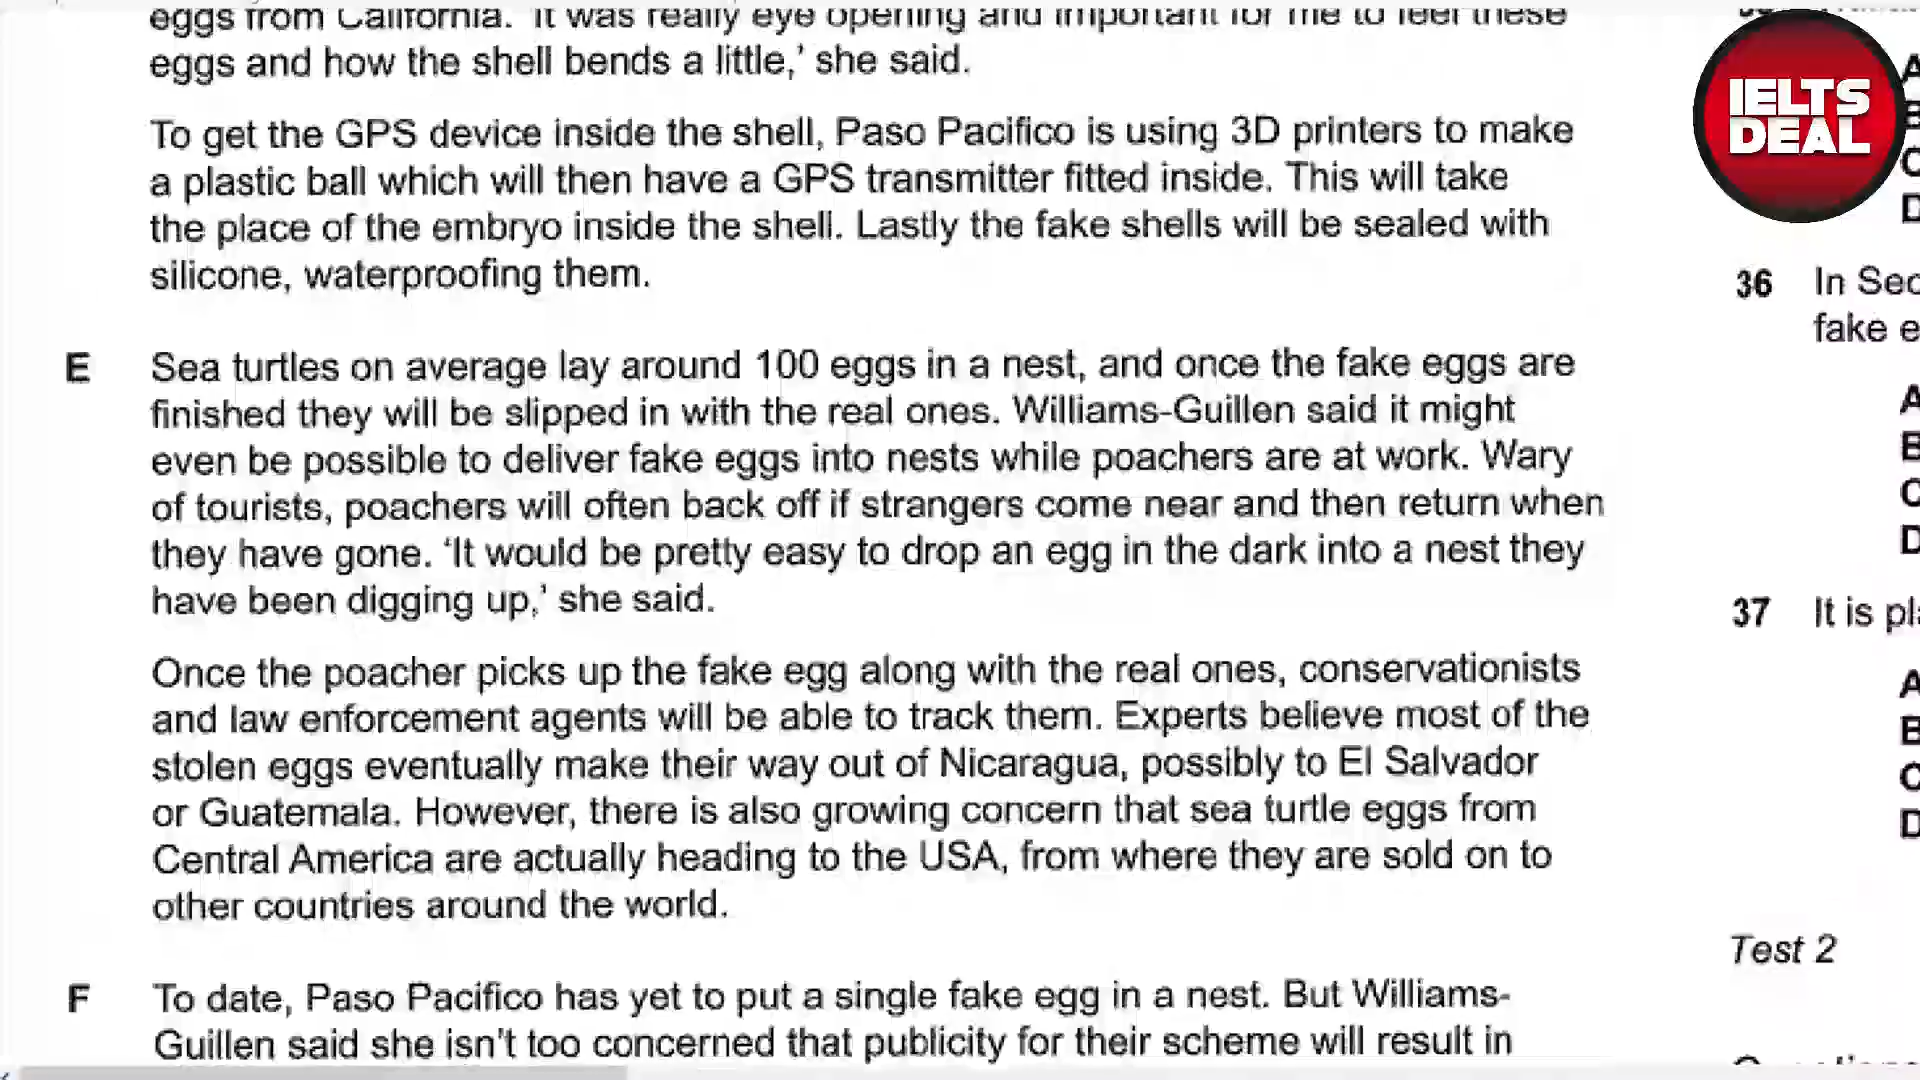 eggs from California. 'It was really eye opening and important for me to feel these
eggs and how the shell bends a little,' she said.
To get the GPS device inside the shell, Paso Pacifico is using 3D printers to make
a plastic ball which will then have a GPS transmitter fitted inside. This will take
the place of the embryo inside the shell. Lastly the fake shells will be sealed with
silicone, waterproofing them.
E Sea turtles on average lay around 100 eggs in a nest, and once the fake eggs are
finished they will be slipped in with the real ones. Williams-Guillen said it might
even be possible to deliver fake eggs into nests while poachers are at work. Wary
of tourists, poachers will often back off if strangers come near and then return when
they have gone. 'It would be pretty easy to drop an egg in the dark into a nest they
have been digging up,' she said.
Once the poacher picks up the fake egg along with the real ones, conservationists
and law enforcement agents will be able to track them. Experts believe most of the
stolen eggs eventually make their way out of Nicaragua, possibly to El Salvador
or Guatemala. However, there is also growing concern that sea turtle eggs from
Central America are actually heading to the USA, from where they are sold on to
other countries around the world.
F To date, Paso Pacifico has yet to put a single fake egg in a nest. But Williams-
Guillen said she isn't too concerned that publicity for their scheme will result in
IELTS
DEAL
A
B
C
D
36 In Sec
fake e
A
B
C
D
37 It is pla
A
B
C
D
Test 2